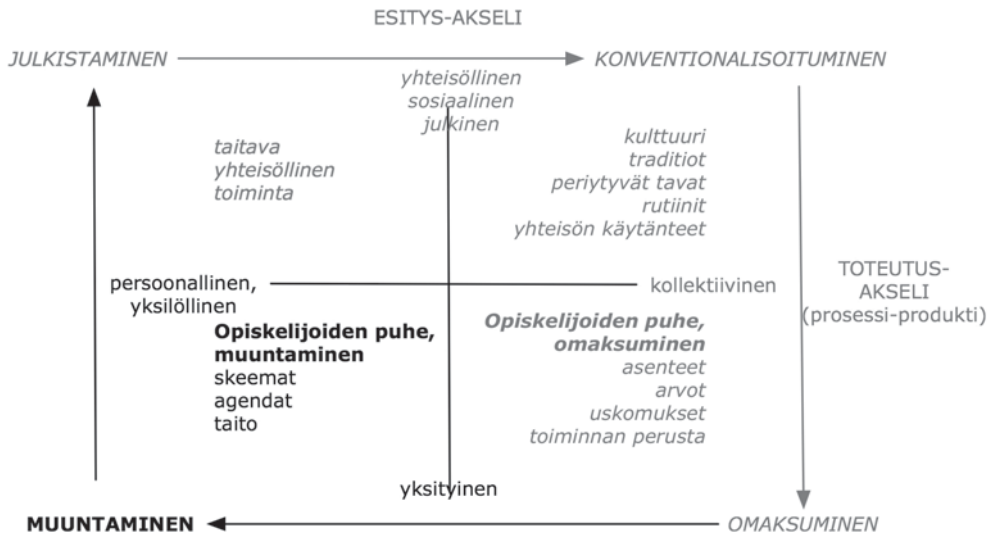 ESITYS-AKSELI
JULKISTAMINEN
KONVENTIONALISOITUMINEN
yhteisöllinen
sosiaalinen
julkinen
taitava
yhteisöllinen
toiminta
kulttuuri
traditiot
periytyvät tavat
rutiinit
yhteisön käytänteet
persoonallinen,
yksilöllinen
kollektiivinen
TOTEUTUS-
AKSELI
(prosessi-produkti)
Opiskelijoiden puhe,
muuntaminen
skeemat
agendat
taito
Opiskelijoiden puhe,
omaksuminen
asenteet
arvot
uskomukset
toiminnan perusta
yksityinen
MUUNTAMINEN
OMAKSUMINEN